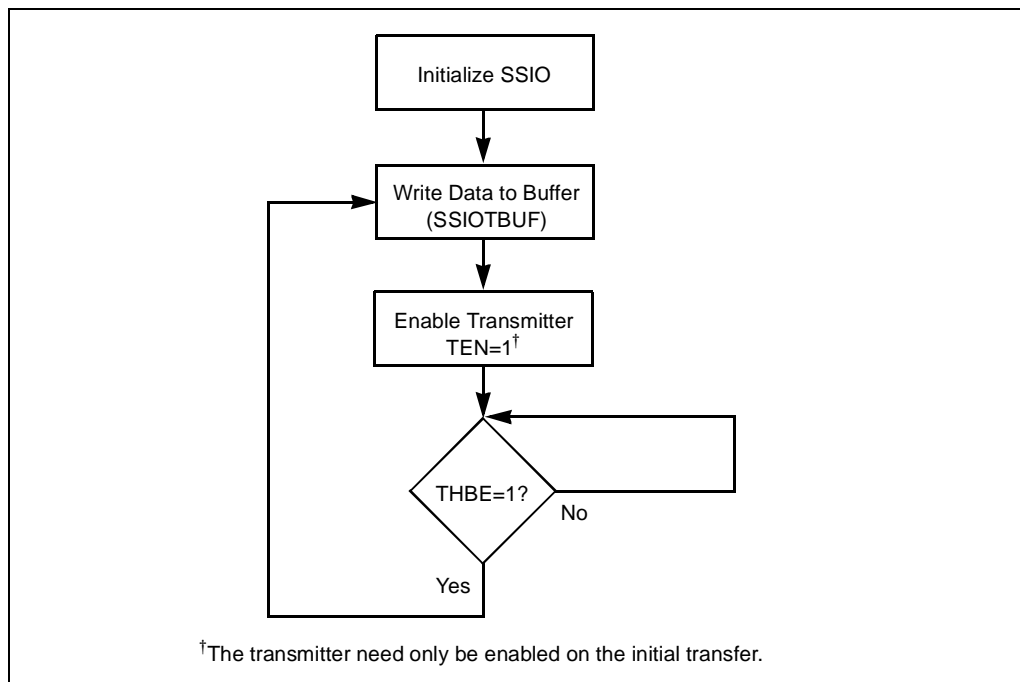 Initialize SSIO
Write Data to Buffer
(SSIOTBUF)
Enable Transmitter
TEN=1†
THBE=1?
No
Yes
†The transmitter need only be enabled on the initial transfer.